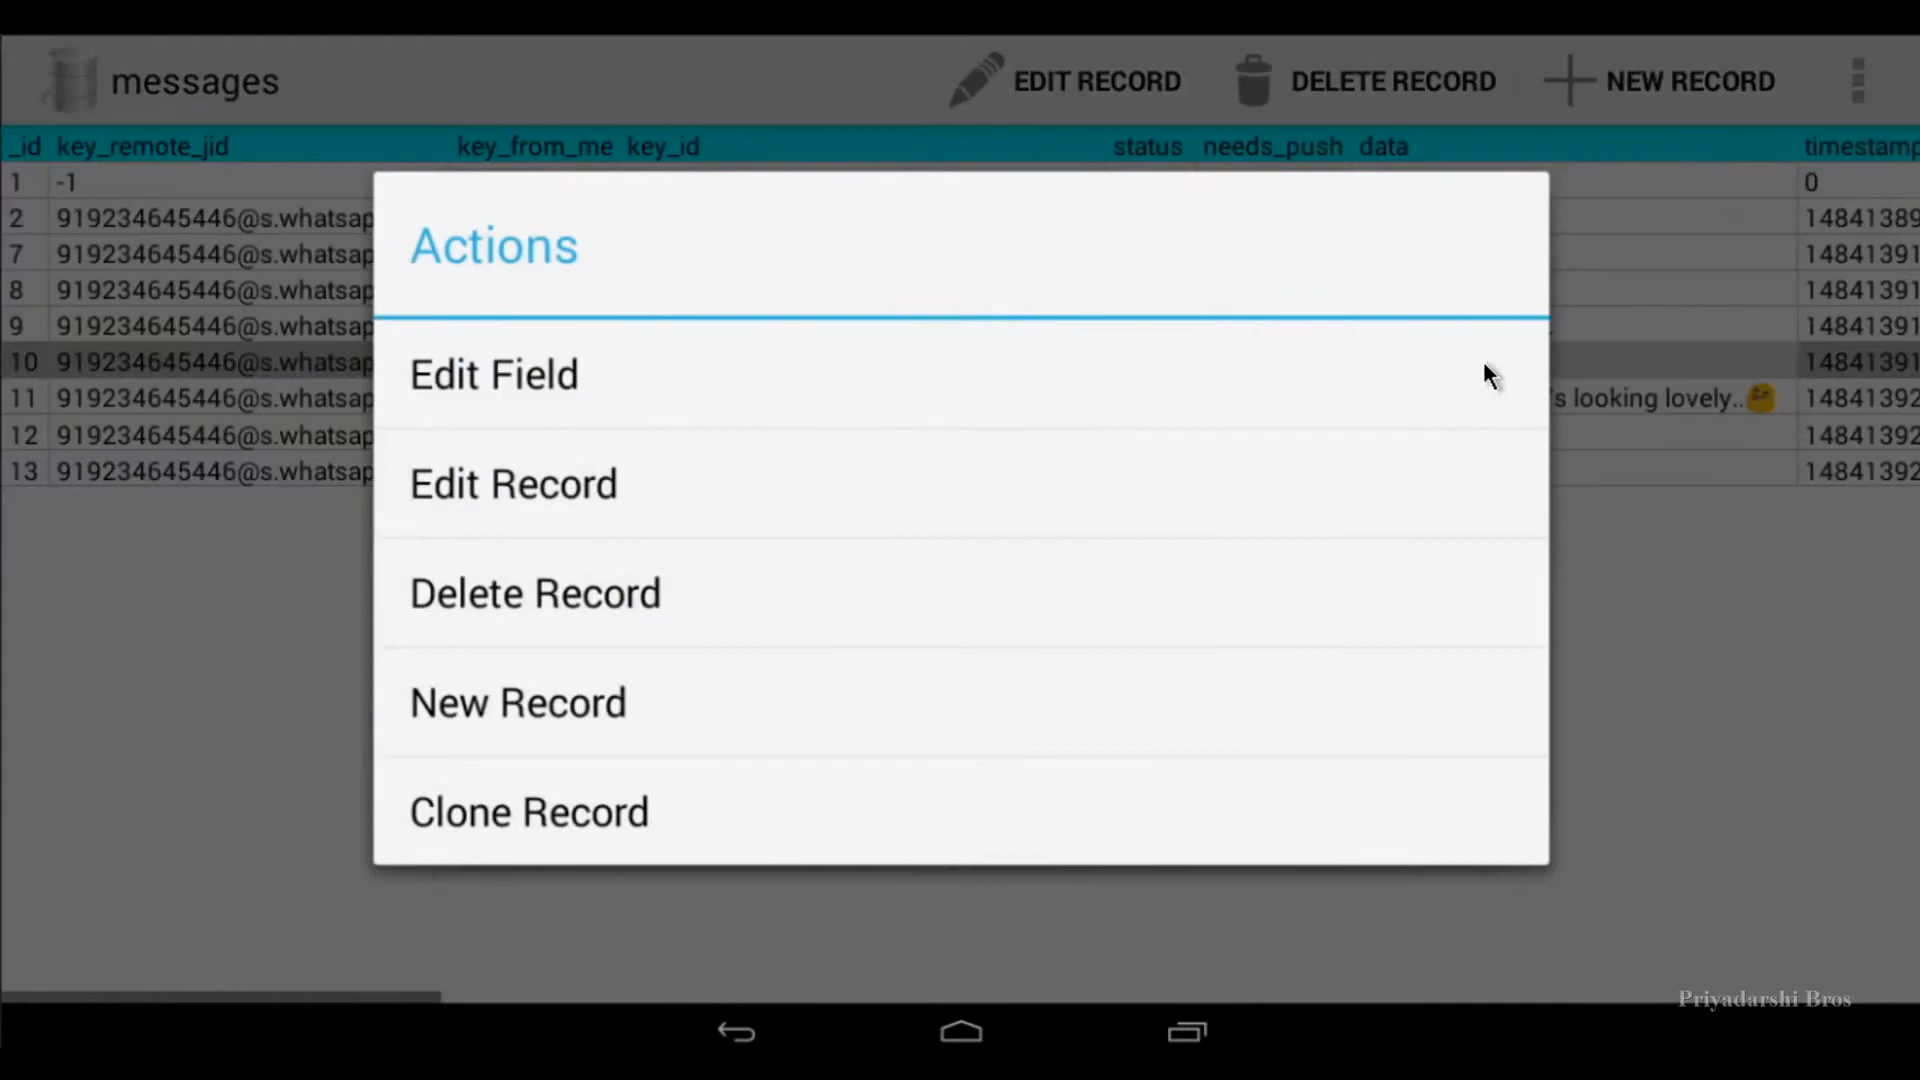 messages EDIT RECORD DELETE RECORD NEW RECORD
_id key_remote_jid key_from_me key_id status needs_push data timestamp
1 -1 0
2 919234645446@s.whatsap 14841389
7 919234645446@s.whatsap 14841391
8 919234645446@s.whatsap 14841391
9 919234645446@s.whatsap 14841391
10 919234645446@s.whatsap 14841391
11 919234645446@s.whatsap 's looking lovely..🤔 14841392
12 919234645446@s.whatsap 14841392
13 919234645446@s.whatsap 14841392
Actions
Edit Field
Edit Record
Delete Record
New Record
Clone Record
Priyadarshi Bros